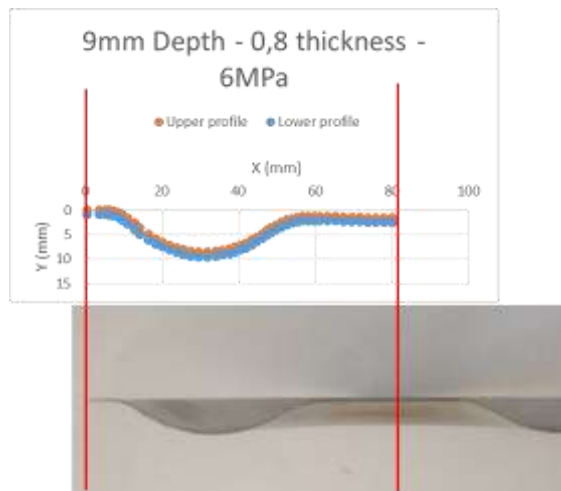 9mm Depth - 0,8 thickness -
6MPa
Upper profile Lower profile
X (mm)
0 20 40 60 80 100
0
5
10
15
Y (mm)